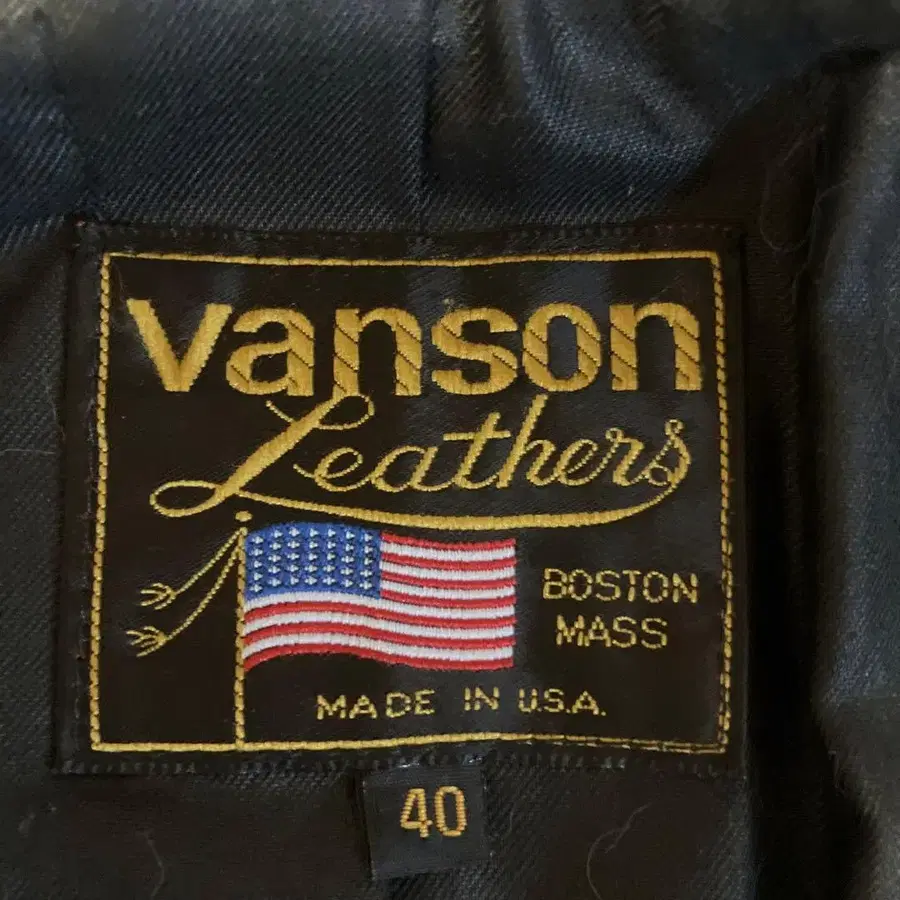 vanson
Leathers
BOSTON
MASS
MADE IN U.S.A.
40